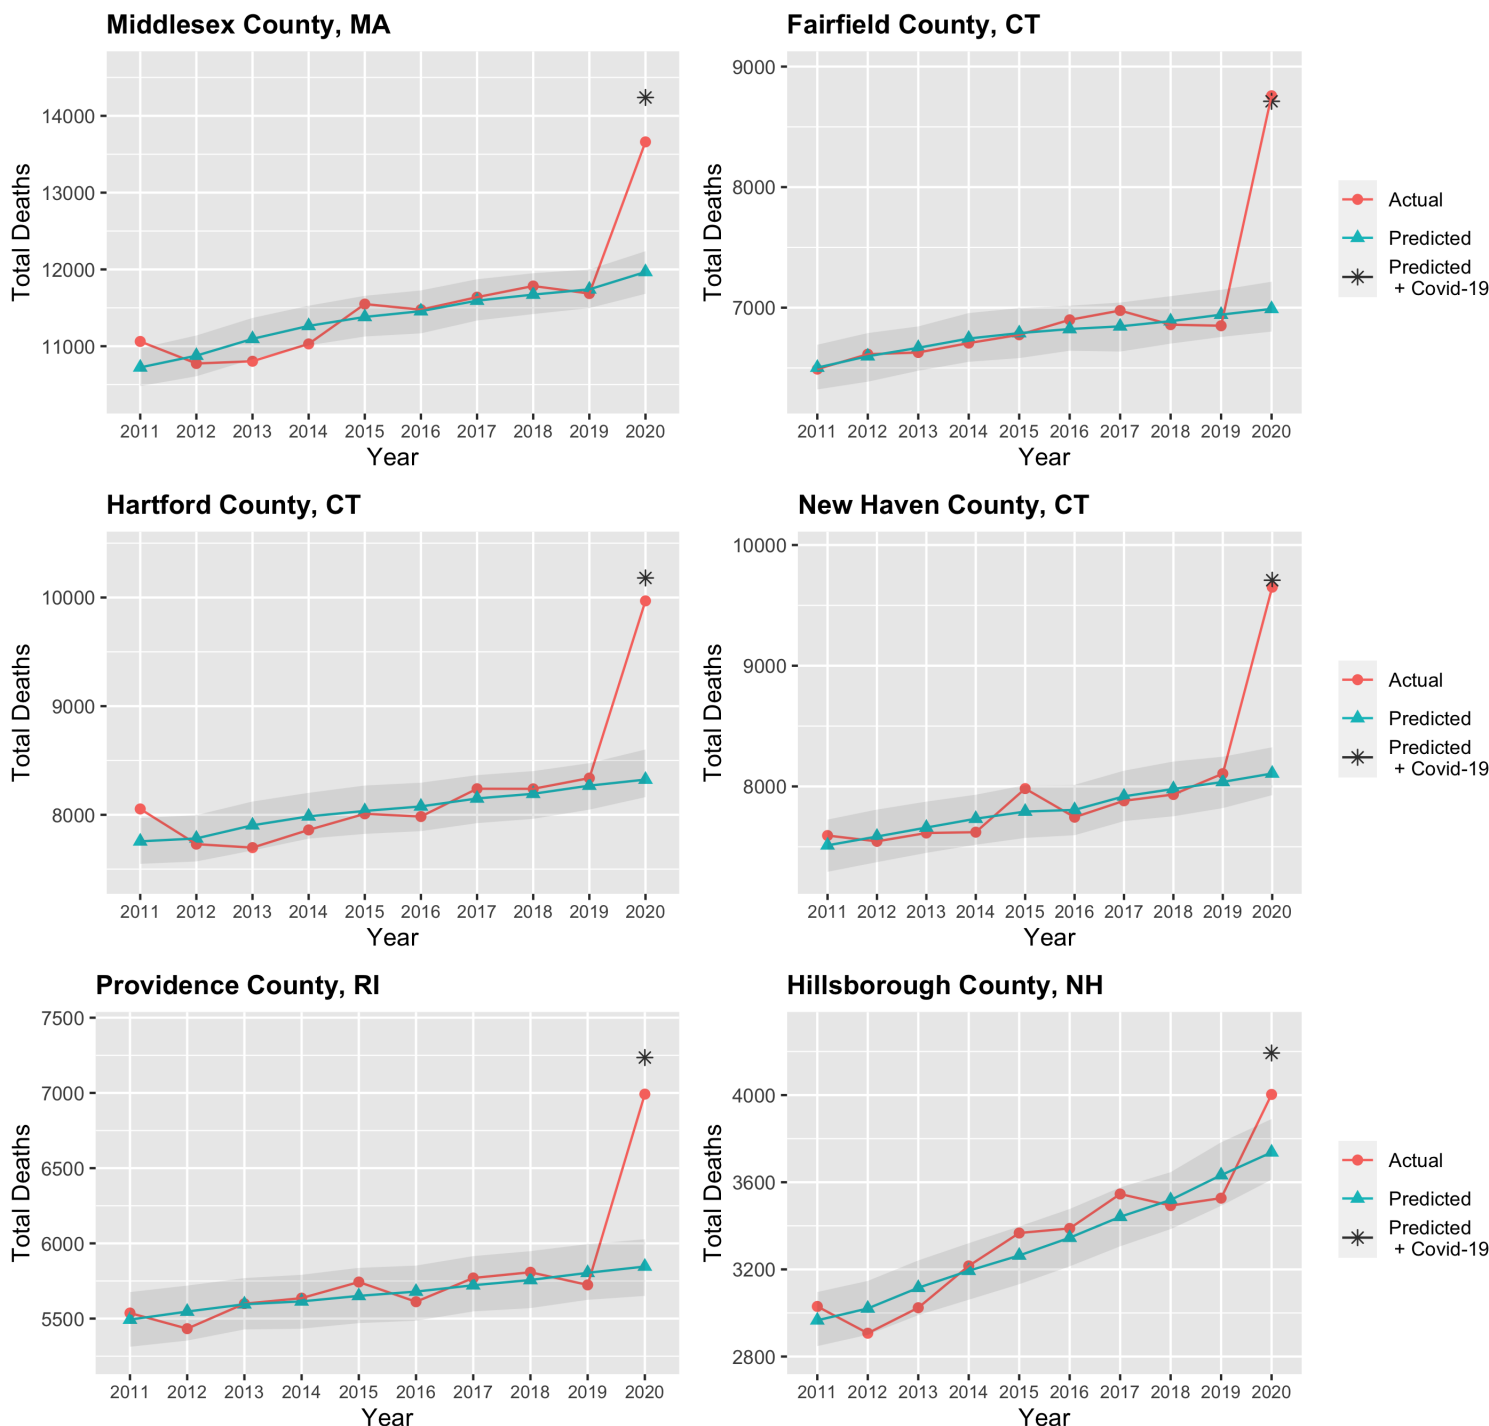 Middlesex County, MA
Total Deaths
14000
13000
12000
11000
2011 2012 2013 2014 2015 2016 2017 2018 2019 2020
Year
Fairfield County, CT
Total Deaths
9000
8000
7000
2011 2012 2013 2014 2015 2016 2017 2018 2019 2020
Year
Actual
Predicted
Predicted
+ Covid-19
Hartford County, CT
Total Deaths
10000
9000
8000
2011 2012 2013 2014 2015 2016 2017 2018 2019 2020
Year
New Haven County, CT
Total Deaths
10000
9000
8000
2011 2012 2013 2014 2015 2016 2017 2018 2019 2020
Year
Actual
Predicted
Predicted
+ Covid-19
Providence County, RI
Total Deaths
7500
7000
6500
6000
5500
2011 2012 2013 2014 2015 2016 2017 2018 2019 2020
Year
Hillsborough County, NH
Total Deaths
4000
3600
3200
2800
2011 2012 2013 2014 2015 2016 2017 2018 2019 2020
Year
Actual
Predicted
Predicted
+ Covid-19